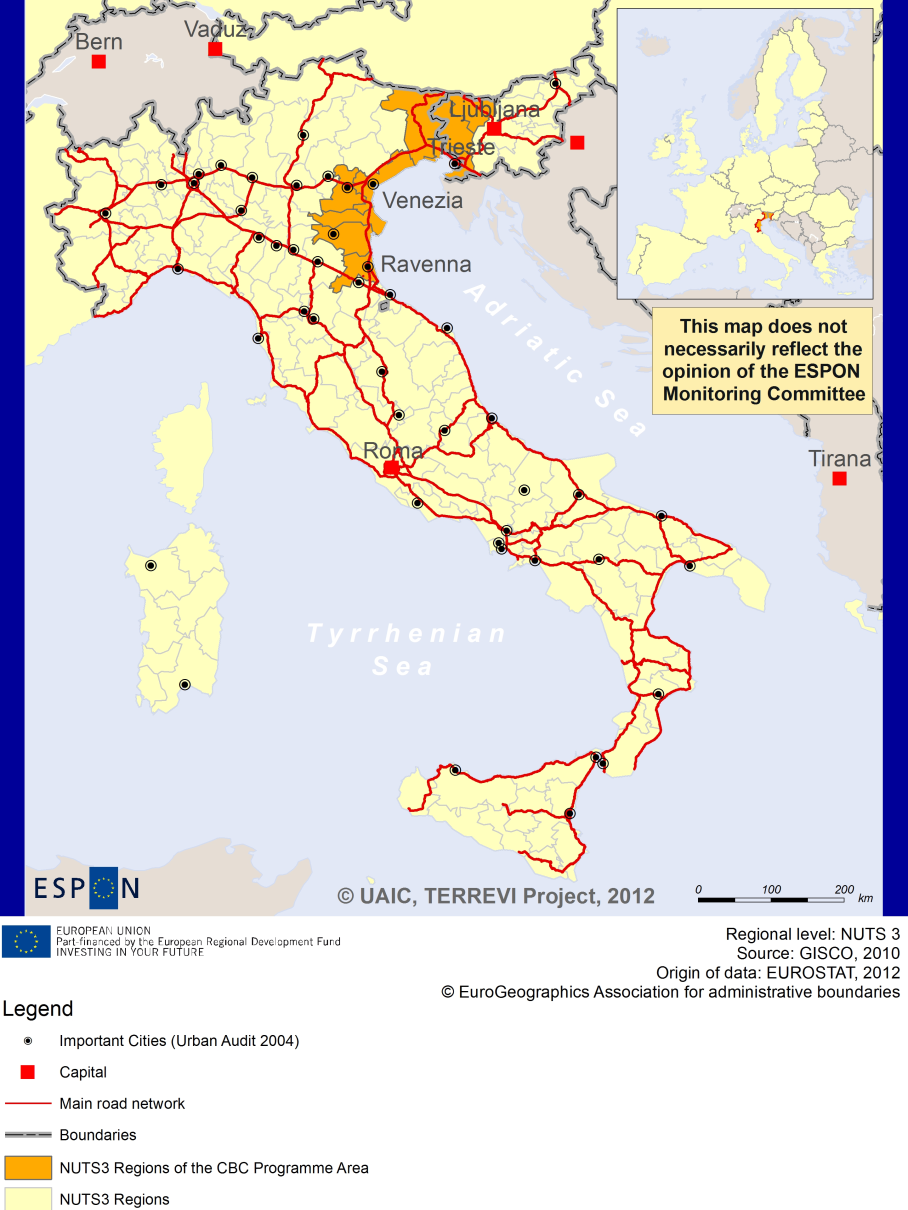 Bern
Vaduz
Ljubljana
Trieste
Venezia
Ravenna
Adriatic Sea
This map does not
necessarily reflect the
opinion of the ESPON
Monitoring Committee
Roma
Tirana
Tyrrhenian
Sea
ESPON
© UAIC, TERREVI Project, 2012
0 100 200
km
EUROPEAN UNION
Part-financed by the European Regional Development Fund
INVESTING IN YOUR FUTURE
Regional level: NUTS 3
Source: GISCO, 2010
Origin of data: EUROSTAT, 2012
© EuroGeographics Association for administrative boundaries
Legend
Important Cities (Urban Audit 2004)
Capital
Main road network
Boundaries
NUTS3 Regions of the CBC Programme Area
NUTS3 Regions